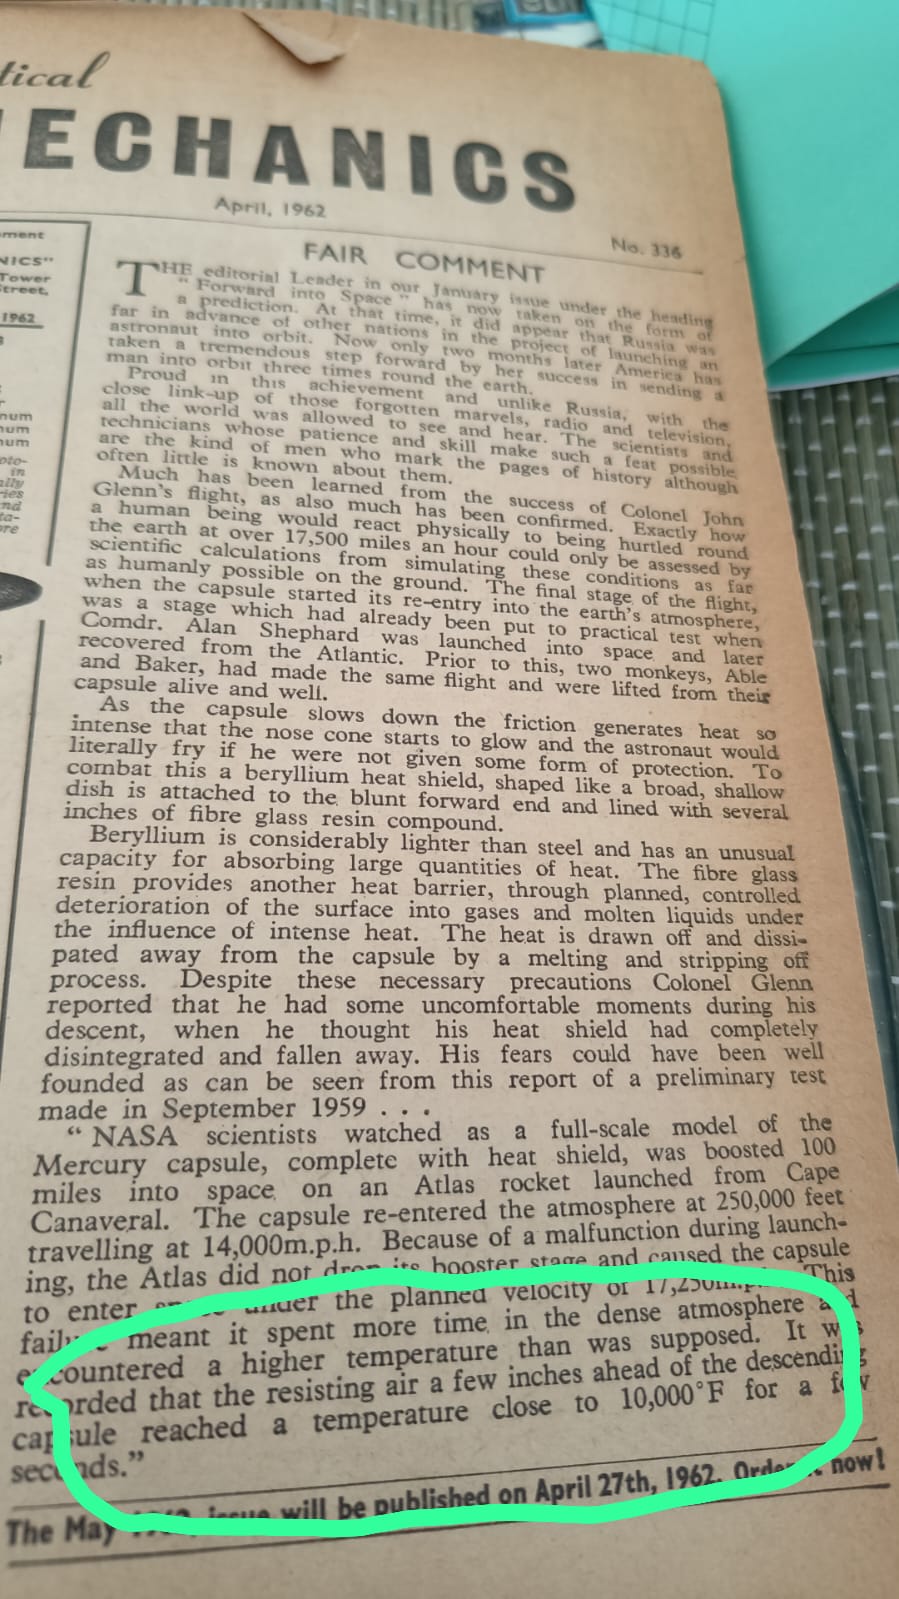 tical
ECHANICS
April, 1962
No. 336
ment
NICS"
Tower
Street,
1962
num
num
num
oto-
in
ally
ries
and
ta-
ore
FAIR COMMENT
THE editorial Leader in our January issue under the heading
“ Forward into Space ” has now taken on the form of
a prediction. At that time, it did appear that Russia was
far in advance of other nations in the project of launching an
astronaut into orbit. Now only two months later America has
taken a tremendous step forward by her success in sending a
man into orbit three times round the earth.
Proud in this achievement and unlike Russia, with the
close link-up of those forgotten marvels, radio and television,
all the world was allowed to see and hear. The scientists and
technicians whose patience and skill make such a feat possible
are the kind of men who mark the pages of history although
often little is known about them.
Much has been learned from the success of Colonel John
Glenn's flight, as also much has been confirmed. Exactly how
a human being would react physically to being hurtled round
the earth at over 17,500 miles an hour could only be assessed by
scientific calculations from simulating these conditions as far
as humanly possible on the ground. The final stage of the flight,
when the capsule started its re-entry into the earth's atmosphere,
was a stage which had already been put to practical test when
Comdr. Alan Shephard was launched into space and later
recovered from the Atlantic. Prior to this, two monkeys, Able
and Baker, had made the same flight and were lifted from their
capsule alive and well.
As the capsule slows down the friction generates heat so
intense that the nose cone starts to glow and the astronaut would
literally fry if he were not given some form of protection. To
combat this a beryllium heat shield, shaped like a broad, shallow
dish is attached to the blunt forward end and lined with several
inches of fibre glass resin compound.
Beryllium is considerably lighter than steel and has an unusual
capacity for absorbing large quantities of heat. The fibre glass
resin provides another heat barrier, through planned, controlled
deterioration of the surface into gases and molten liquids under
the influence of intense heat. The heat is drawn off and dissi-
pated away from the capsule by a melting and stripping off
process. Despite these necessary precautions Colonel Glenn
reported that he had some uncomfortable moments during his
descent, when he thought his heat shield had completely
disintegrated and fallen away. His fears could have been well
founded as can be seen from this report of a preliminary test
made in September 1959 . . .
“ NASA scientists watched as a full-scale model of the
Mercury capsule, complete with heat shield, was boosted 100
miles into space on an Atlas rocket launched from Cape
Canaveral. The capsule re-entered the atmosphere at 250,000 feet
travelling at 14,000m.p.h. Because of a malfunction during launch-
ing, the Atlas did not drop its booster stage and caused the capsule
to enter under the planned velocity of 17,250m.p.h. This
meant it spent more time in the dense atmosphere and
encountered a higher temperature than was supposed. It was
recorded that the resisting air a few inches ahead of the descending
capsule reached a temperature close to 10,000°F for a few
seconds.”
The May issue will be published on April 27th, 1962. Order it now!